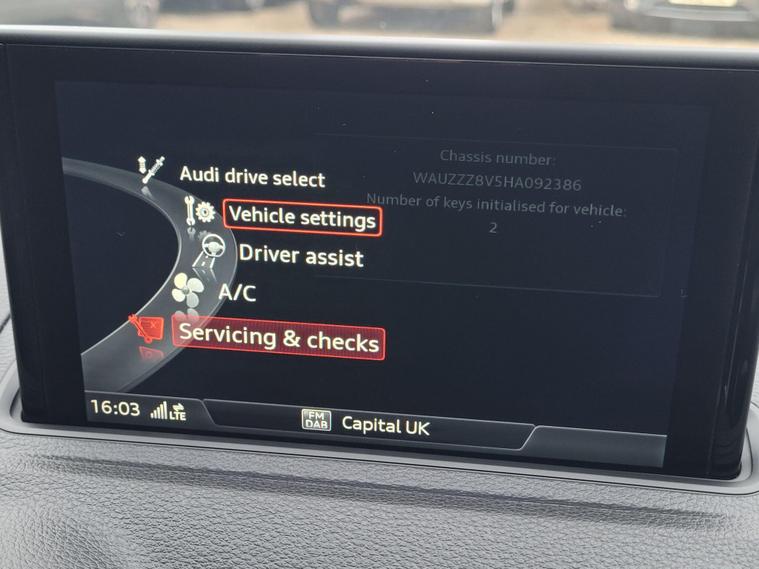 Audi drive select
Vehicle settings
Driver assist
A/C
Servicing & checks
Chassis number:
WAUZZZ8V5HA092386
Number of keys initialised for vehicle:
2
16:03
LTE
FM
DAB
Capital UK